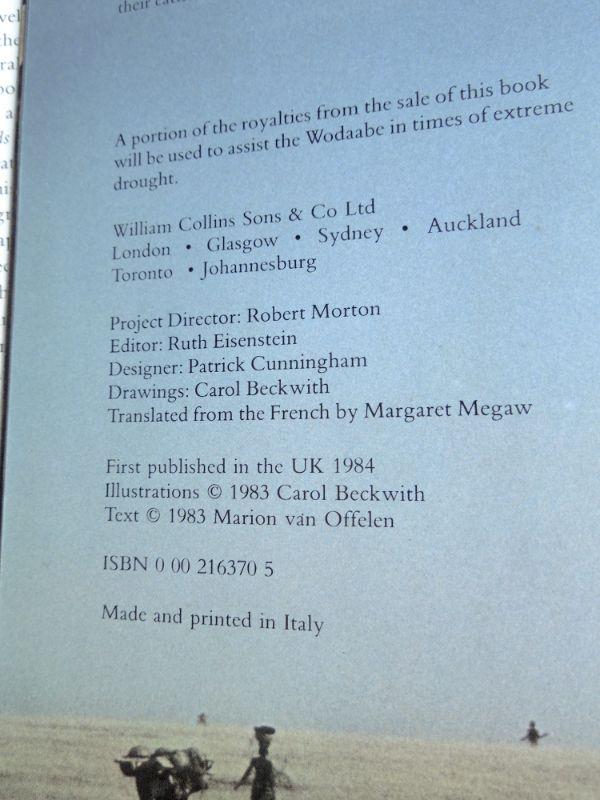 their
A portion of the royalties from the sale of this book
will be used to assist the Wodaabe in times of extreme
drought.
William Collins Sons & Co Ltd
London • Glasgow • Sydney • Auckland
Toronto • Johannesburg
Project Director: Robert Morton
Editor: Ruth Eisenstein
Designer: Patrick Cunningham
Drawings: Carol Beckwith
Translated from the French by Margaret Megaw
First published in the UK 1984
Illustrations © 1983 Carol Beckwith
Text © 1983 Marion van Offelen
ISBN 0 00 216370 5
Made and printed in Italy